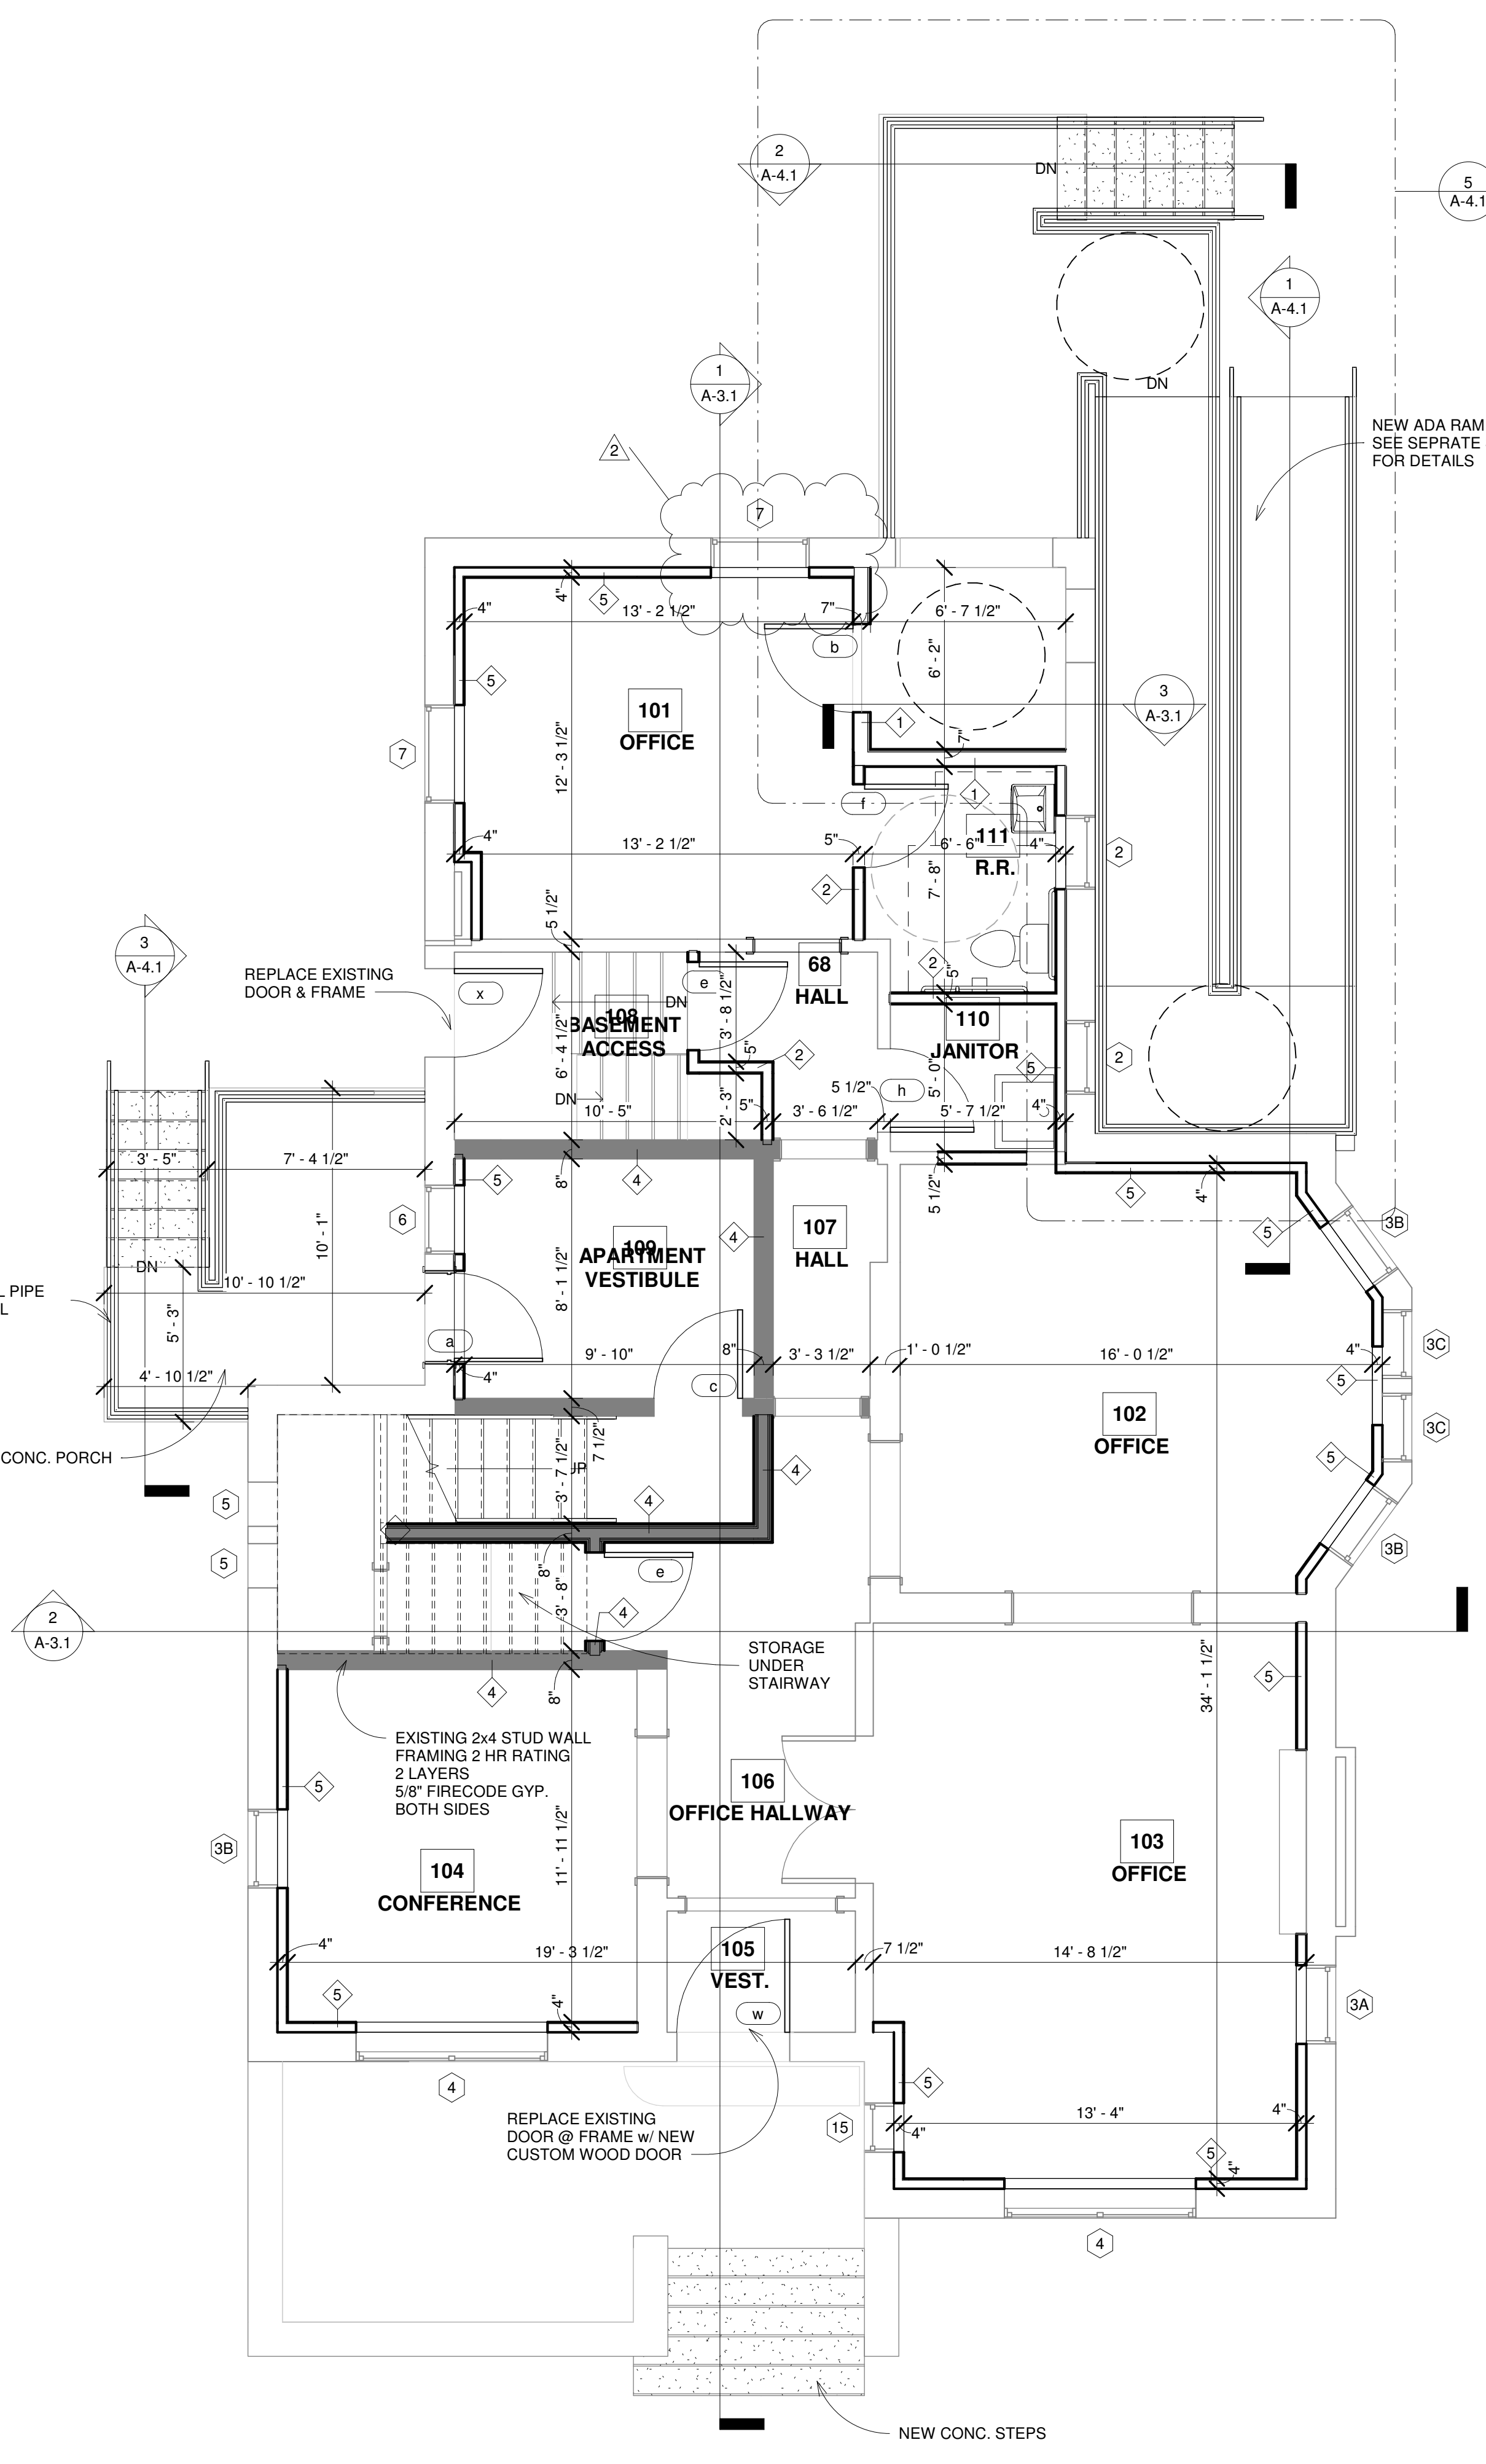 2
A-4.1
DN
5
A-4.1
1
A-4.1
1
A-3.1
DN
2
7
NEW ADA RAM
SEE SEPRATE
FOR DETAILS
4"
5
4"
13' - 2 1/2"
7"
6' - 7 1/2"
b
6' - 2"
5
101
OFFICE
1
3
A-3.1
7
12' - 3 1/2"
7"
f
1
4"
13' - 2 1/2"
5"
111
6' - 6"
4"
R.R.
2
2
7' - 8"
5 1/2"
3
A-4.1
REPLACE EXISTING
DOOR & FRAME
x
e
68
HALL
2
5"
DN
108
BASEMENT
ACCESS
6' - 4 1/2"
3' - 8 1/2"
5"
2
110
JANITOR
5
2
DN
10' - 5"
2' - 3"
5"
3' - 6 1/2"
5 1/2"
h
5' - 0"
5' - 7 1/2"
4"
3' - 5"
7' - 4 1/2"
5
8"
4
5 1/2"
5
4"
6
10' - 1"
109
APARTMENT
VESTIBULE
4
107
HALL
5
3B
DN
10' - 10 1/2"
L PIPE
L
5' - 3"
8' - 1 1/2"
a
9' - 10"
8"
3' - 3 1/2"
1' - 0 1/2"
16' - 0 1/2"
4"
3C
4' - 10 1/2"
4"
c
5
102
OFFICE
3C
CONC. PORCH
7 1/2"
3' - 7 1/2"
UP
4
5
5
4
5
8"
3' - 8"
e
3B
4
2
A-3.1
STORAGE
UNDER
STAIRWAY
34' - 1 1/2"
5
4
8"
EXISTING 2x4 STUD WALL
FRAMING 2 HR RATING
2 LAYERS
5/8" FIRECODE GYP.
BOTH SIDES
5
106
OFFICE HALLWAY
11' - 11 1/2"
3B
104
CONFERENCE
103
OFFICE
4"
19' - 3 1/2"
105
VEST.
7 1/2"
14' - 8 1/2"
5
4"
w
3A
4
5
REPLACE EXISTING
DOOR @ FRAME w/ NEW
CUSTOM WOOD DOOR
15
4"
13' - 4"
4"
5
4"
4
NEW CONC. STEPS